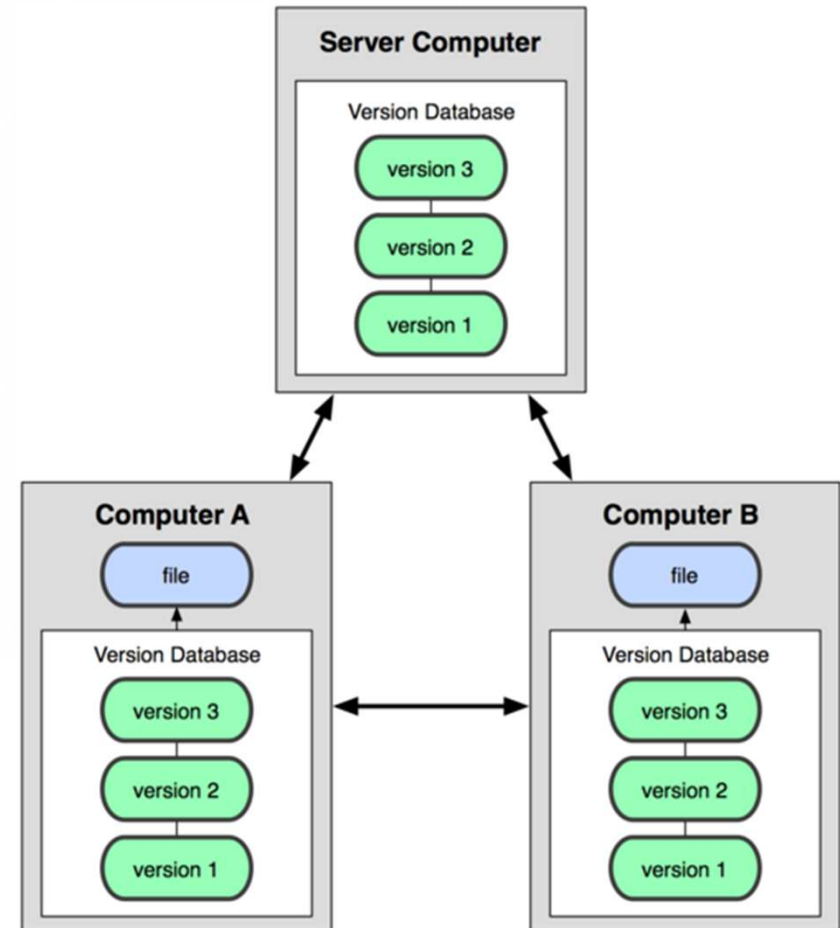 Server Computer
Version Database
version 3
version 2
version 1
Computer A
file
Version Database
version 3
version 2
version 1
Computer B
file
Version Database
version 3
version 2
version 1